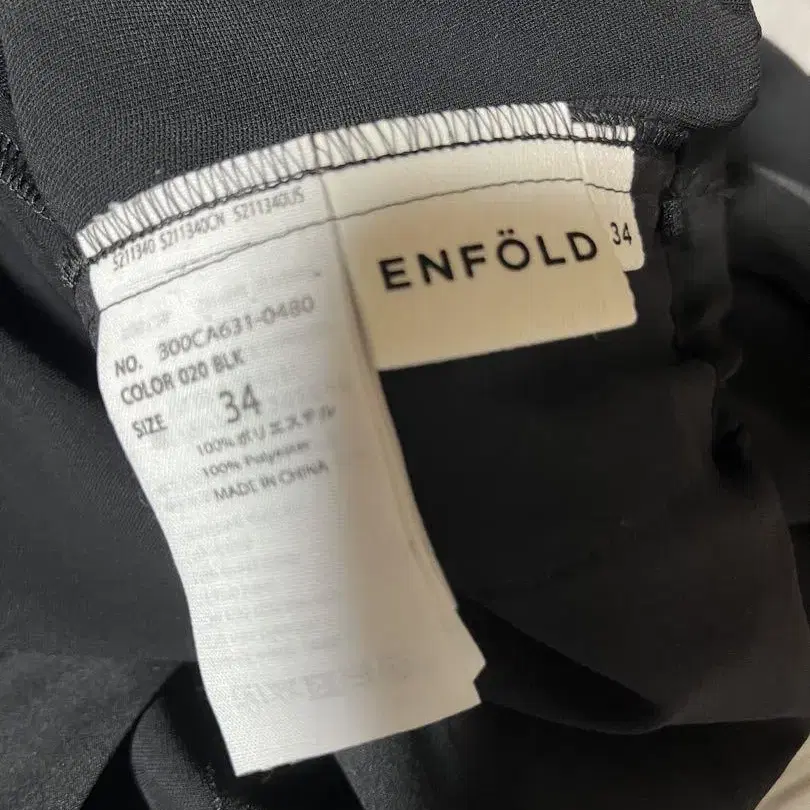 S211340 S211340CN S211340US
NO. 300CA631-0480
COLOR 020 BLK
SIZE 34
100% ポリエステル
100% Polyester
MADE IN CHINA
ENFÖLD
34